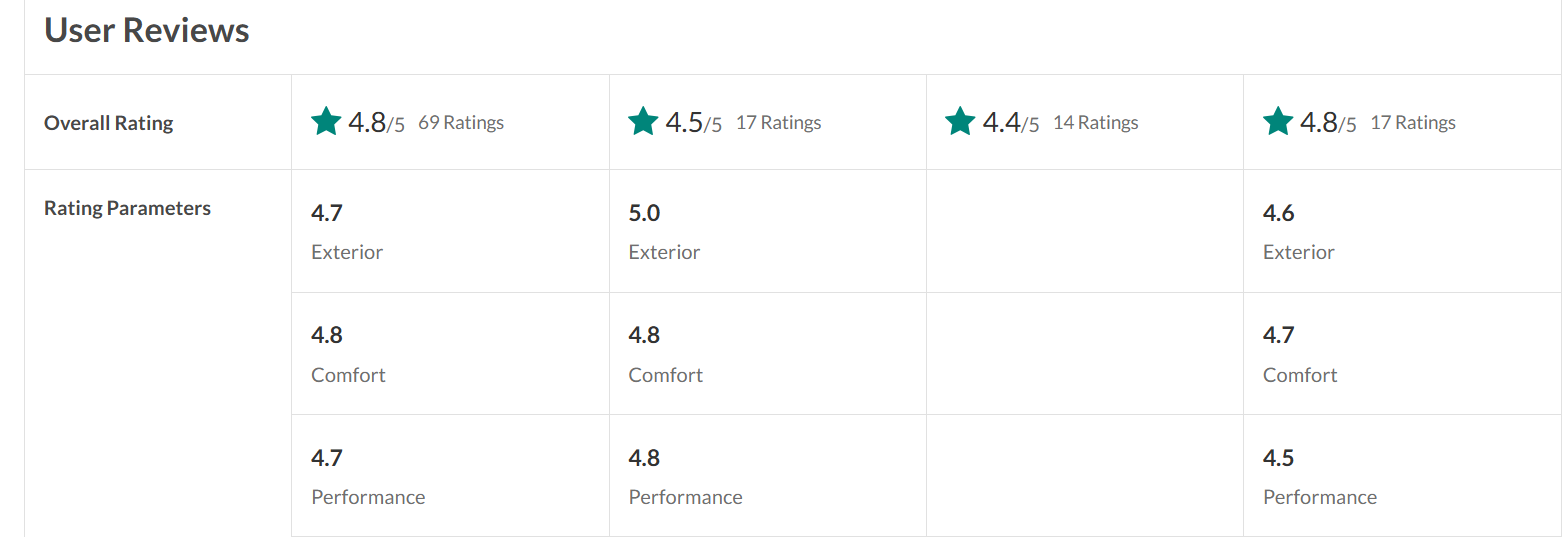 User Reviews
Overall Rating 4.8/5 69 Ratings 4.5/5 17 Ratings 4.4/5 14 Ratings 4.8/5 17 Ratings
Rating Parameters 4.7 5.0 4.6
Exterior Exterior Exterior
4.8 4.8 4.7
Comfort Comfort Comfort
4.7 4.8 4.5
Performance Performance Performance